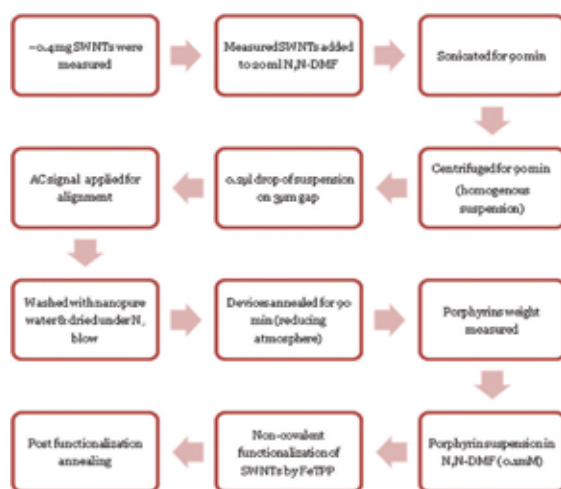 ~0.4mg SWNTs were
measured
Measured SWNTs added
to 20ml N,N-DMF
Sonicated for 90 min
Centrifuged for 90 min
(homogenous
suspension)
0.2µl drop of suspension
on 3µm gap
AC signal applied for
alignment
Washed with nanopure
water & dried under N₂
blow
Devices annealed for 90
min (reducing
atmosphere)
Porphyrins weight
measured
Porphyrin suspension in
N,N-DMF (0.1mM)
Non-covalent
functionalization of
SWNTs by FeTPP
Post functionalization
annealing